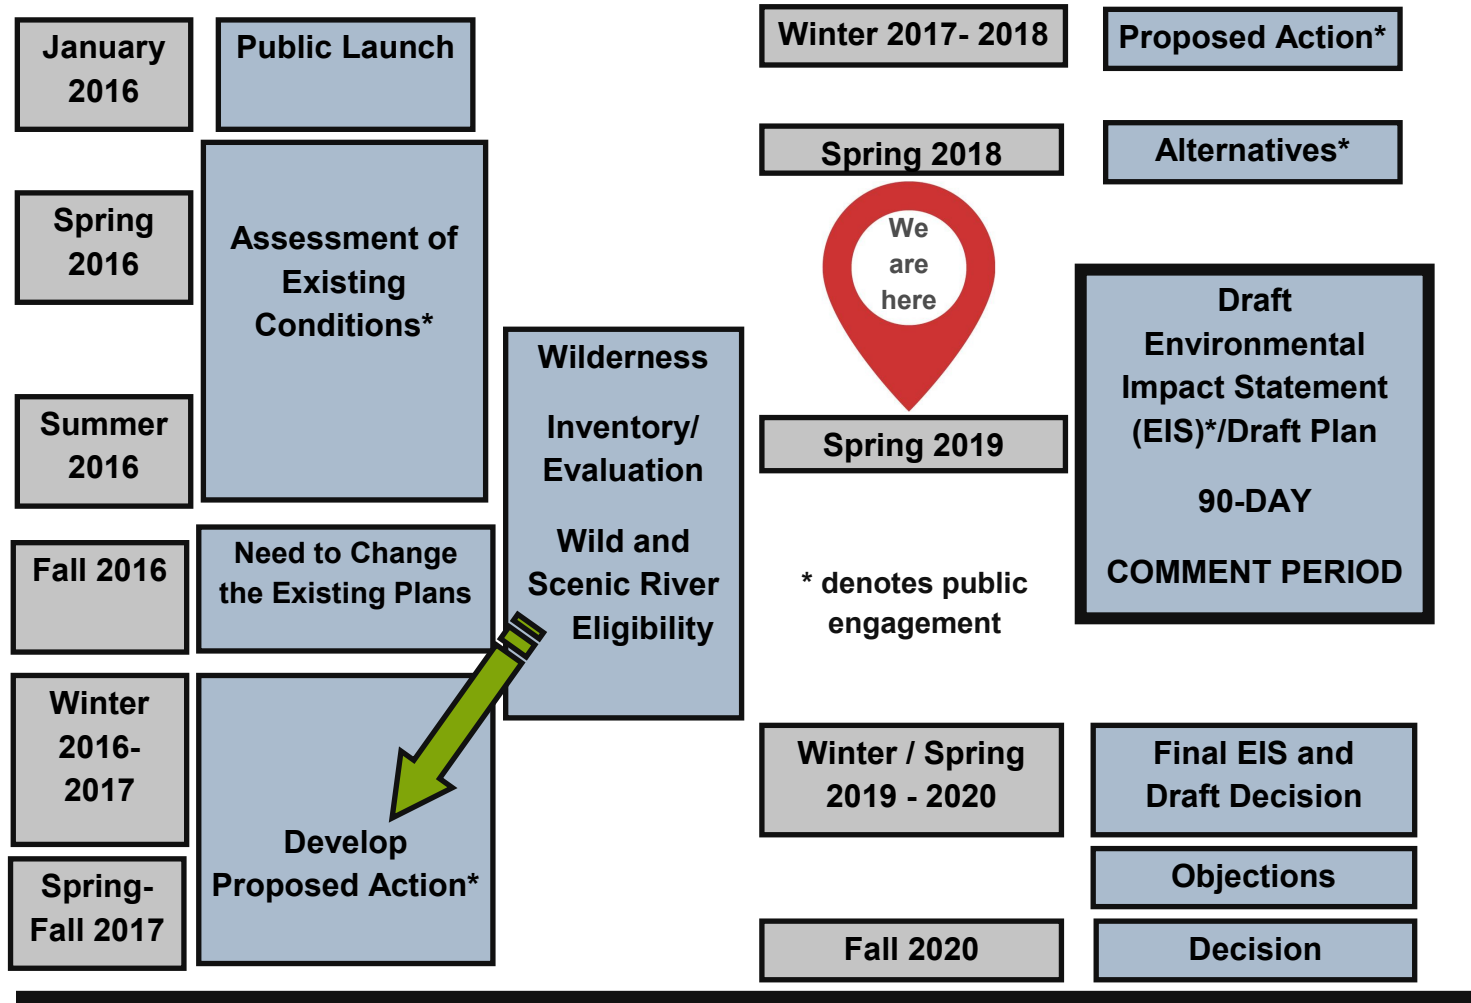 January
2016
Public Launch
Spring
2016
Assessment of
Existing
Conditions*
Summer
2016
Fall 2016
Need to Change
the Existing Plans
Wilderness
Inventory/
Evaluation
Wild and
Scenic River
Eligibility
Winter
2016-
2017
Spring-
Fall 2017
Develop
Proposed Action*
Winter 2017- 2018
Proposed Action*
Spring 2018
Alternatives*
We
are
here
Spring 2019
Draft
Environmental
Impact Statement
(EIS)*/Draft Plan
90-DAY
COMMENT PERIOD
* denotes public
engagement
Winter / Spring
2019 - 2020
Final EIS and
Draft Decision
Objections
Fall 2020
Decision